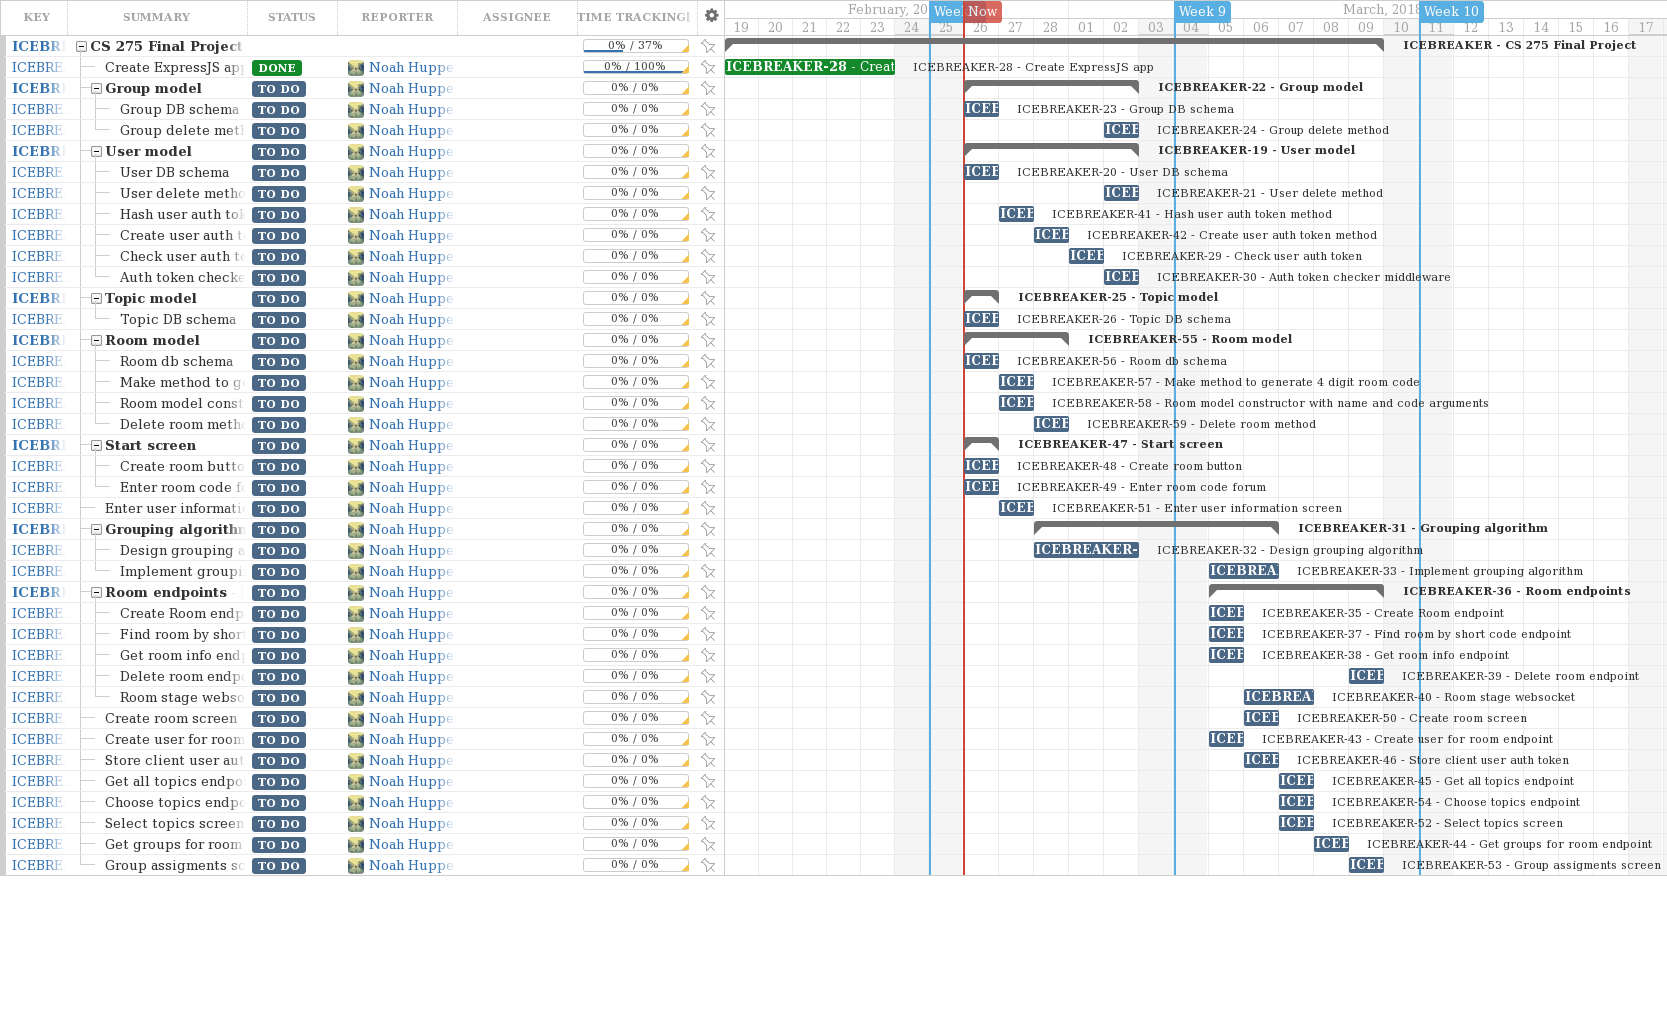 KEY SUMMARY STATUS REPORTER ASSIGNEE TIME TRACKING February, 20 Week Now Week 9 March, 2018 Week 10
19 20 21 22 23 24 25 26 27 28 01 02 03 04 05 06 07 08 09 10 11 12 13 14 15 16 17
ICEBR CS 275 Final Project 0% / 37% ICEBREAKER - CS 275 Final Project
ICEBRE Create ExpressJS app DONE Noah Huppe 0% / 100% ICEBREAKER-28 - Creat ICEBREAKER-28 - Create ExpressJS app
ICEBR Group model TO DO Noah Huppe 0% / 0% ICEBREAKER-22 - Group model
ICEBRE Group DB schema TO DO Noah Huppe 0% / 0% ICEE ICEBREAKER-23 - Group DB schema
ICEBRE Group delete met TO DO Noah Huppe 0% / 0% ICEE ICEBREAKER-24 - Group delete method
ICEBR User model TO DO Noah Huppe 0% / 0% ICEBREAKER-19 - User model
ICEBRE User DB schema TO DO Noah Huppe 0% / 0% ICEE ICEBREAKER-20 - User DB schema
ICEBRE User delete metho TO DO Noah Huppe 0% / 0% ICEE ICEBREAKER-21 - User delete method
ICEBRE Hash user auth tok TO DO Noah Huppe 0% / 0% ICEE ICEBREAKER-41 - Hash user auth token method
ICEBRE Create user auth t TO DO Noah Huppe 0% / 0% ICEE ICEBREAKER-42 - Create user auth token method
ICEBRE Check user auth to TO DO Noah Huppe 0% / 0% ICEE ICEBREAKER-29 - Check user auth token
ICEBRE Auth token checke TO DO Noah Huppe 0% / 0% ICEE ICEBREAKER-30 - Auth token checker middleware
ICEBR Topic model TO DO Noah Huppe 0% / 0% ICEBREAKER-25 - Topic model
ICEBRE Topic DB schema TO DO Noah Huppe 0% / 0% ICEE ICEBREAKER-26 - Topic DB schema
ICEBR Room model TO DO Noah Huppe 0% / 0% ICEBREAKER-55 - Room model
ICEBRE Room db schema TO DO Noah Huppe 0% / 0% ICEE ICEBREAKER-56 - Room db schema
ICEBRE Make method to ge TO DO Noah Huppe 0% / 0% ICEE ICEBREAKER-57 - Make method to generate 4 digit room code
ICEBRE Room model const TO DO Noah Huppe 0% / 0% ICEE ICEBREAKER-58 - Room model constructor with name and code arguments
ICEBRE Delete room meth TO DO Noah Huppe 0% / 0% ICEE ICEBREAKER-59 - Delete room method
ICEBR Start screen TO DO Noah Huppe 0% / 0% ICEBREAKER-47 - Start screen
ICEBRE Create room butto TO DO Noah Huppe 0% / 0% ICEE ICEBREAKER-48 - Create room button
ICEBRE Enter room code f TO DO Noah Huppe 0% / 0% ICEE ICEBREAKER-49 - Enter room code forum
ICEBRE Enter user informati TO DO Noah Huppe 0% / 0% ICEE ICEBREAKER-51 - Enter user information screen
ICEBR Grouping algorithm TO DO Noah Huppe 0% / 0% ICEBREAKER-31 - Grouping algorithm
ICEBRE Design grouping a TO DO Noah Huppe 0% / 0% ICEBREAKER- ICEBREAKER-32 - Design grouping algorithm
ICEBRE Implement groupi TO DO Noah Huppe 0% / 0% ICEBREA ICEBREAKER-33 - Implement grouping algorithm
ICEBR Room endpoints TO DO Noah Huppe 0% / 0% ICEBREAKER-36 - Room endpoints
ICEBRE Create Room endp TO DO Noah Huppe 0% / 0% ICEE ICEBREAKER-35 - Create Room endpoint
ICEBRE Find room by shor TO DO Noah Huppe 0% / 0% ICEE ICEBREAKER-37 - Find room by short code endpoint
ICEBRE Get room info endp TO DO Noah Huppe 0% / 0% ICEE ICEBREAKER-38 - Get room info endpoint
ICEBRE Delete room endpo TO DO Noah Huppe 0% / 0% ICEE ICEBREAKER-39 - Delete room endpoint
ICEBRE Room stage webso TO DO Noah Huppe 0% / 0% ICEBREA ICEBREAKER-40 - Room stage websocket
ICEBRE Create room screen TO DO Noah Huppe 0% / 0% ICEE ICEBREAKER-50 - Create room screen
ICEBRE Create user for room TO DO Noah Huppe 0% / 0% ICEE ICEBREAKER-43 - Create user for room endpoint
ICEBRE Store client user aut TO DO Noah Huppe 0% / 0% ICEE ICEBREAKER-46 - Store client user auth token
ICEBRE Get all topics endpo TO DO Noah Huppe 0% / 0% ICEE ICEBREAKER-45 - Get all topics endpoint
ICEBRE Choose topics endpo TO DO Noah Huppe 0% / 0% ICEE ICEBREAKER-54 - Choose topics endpoint
ICEBRE Select topics screen TO DO Noah Huppe 0% / 0% ICEE ICEBREAKER-52 - Select topics screen
ICEBRE Get groups for room TO DO Noah Huppe 0% / 0% ICEE ICEBREAKER-44 - Get groups for room endpoint
ICEBRE Group assigments sc TO DO Noah Huppe 0% / 0% ICEE ICEBREAKER-53 - Group assigments screen